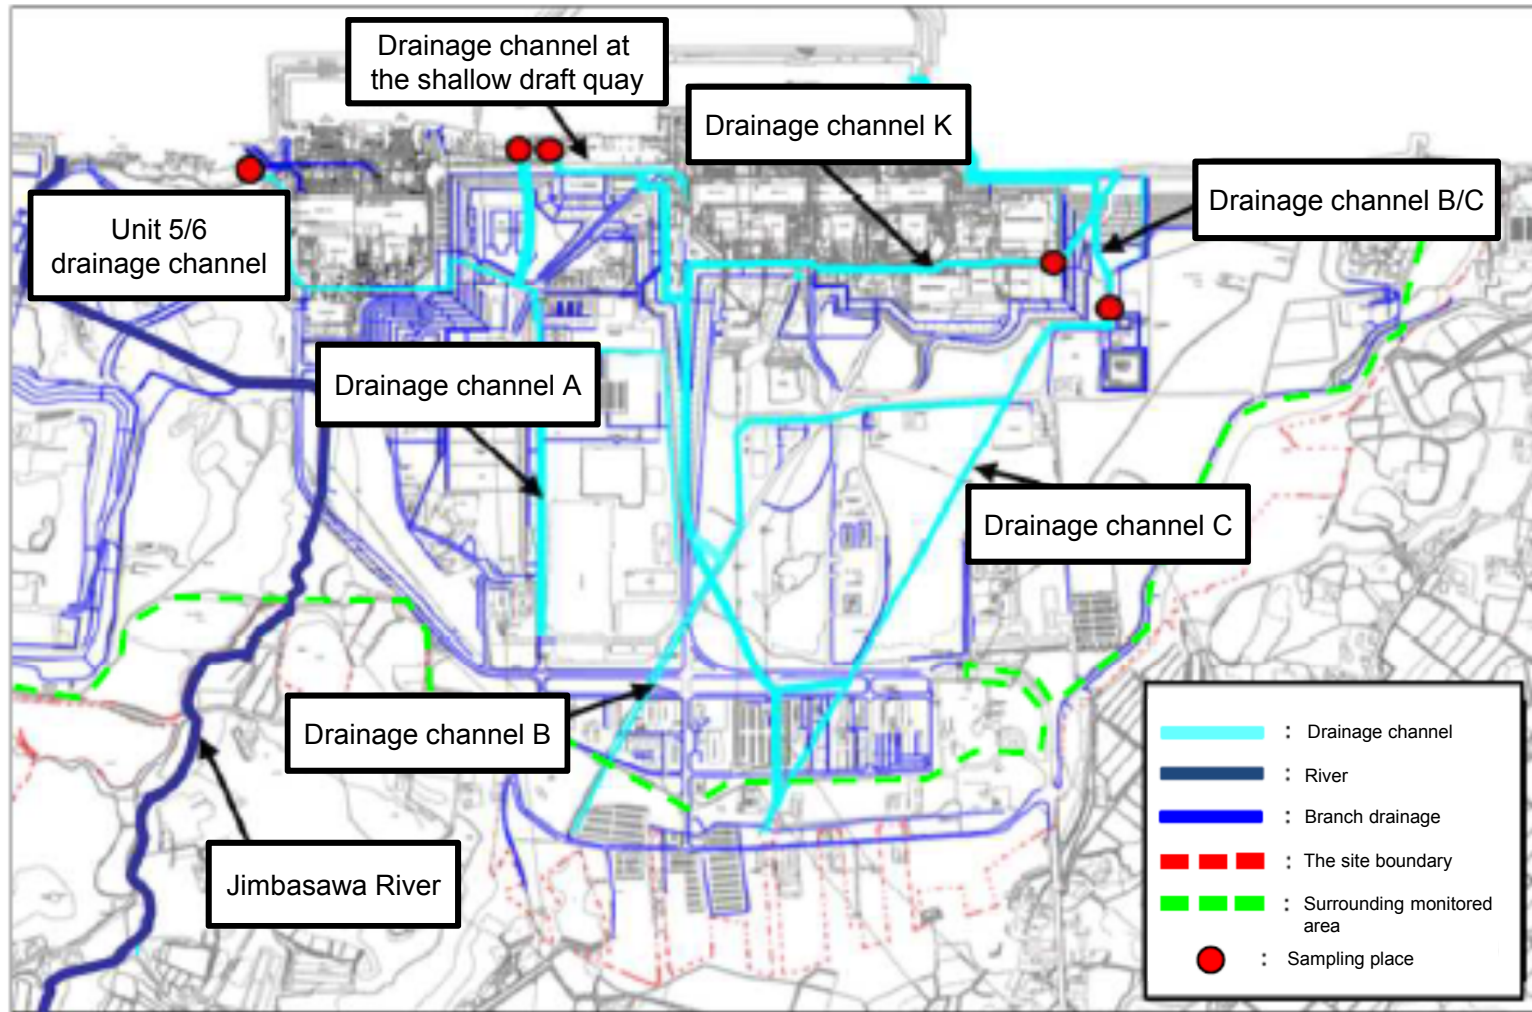 Drainage channel at
the shallow draft quay
Drainage channel K
Drainage channel B/C
Unit 5/6
drainage channel
Drainage channel A
Drainage channel C
Drainage channel B
Jimbasawa River
: Drainage channel
: River
: Branch drainage
: The site boundary
: Surrounding monitored
area
: Sampling place